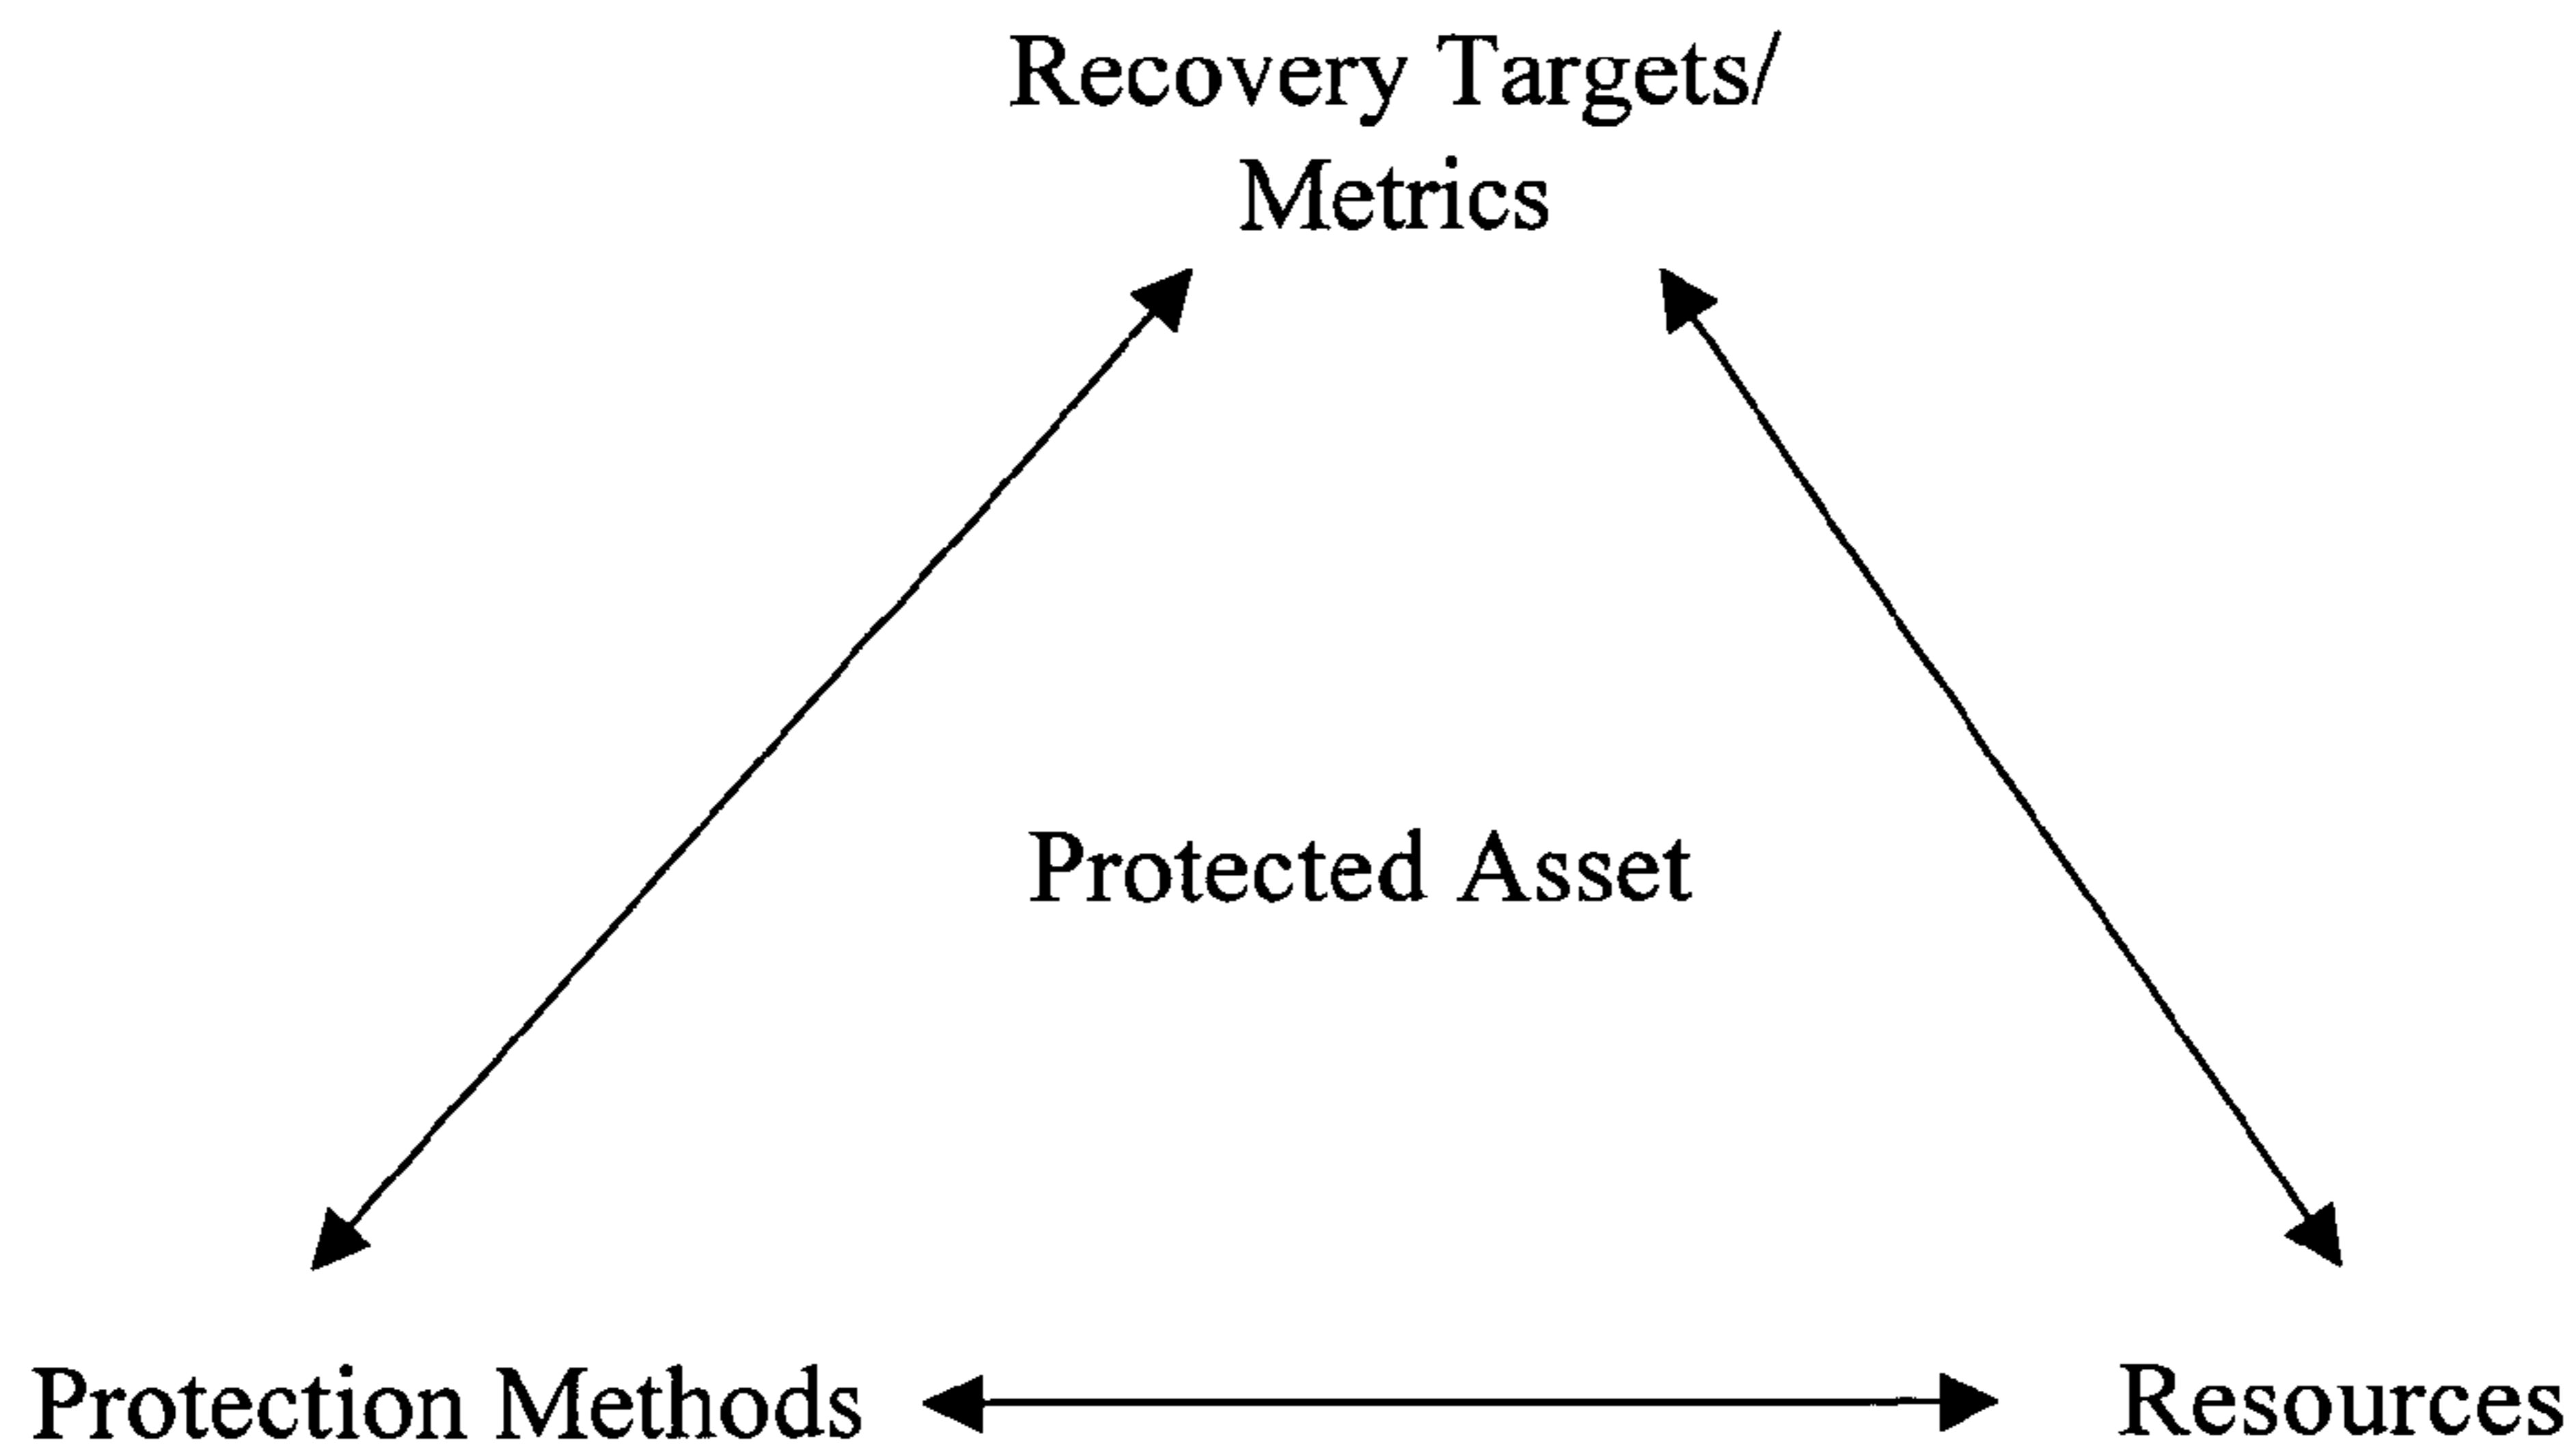 Recovery Targets/
Metrics
Protected Asset
Protection Methods
Resources